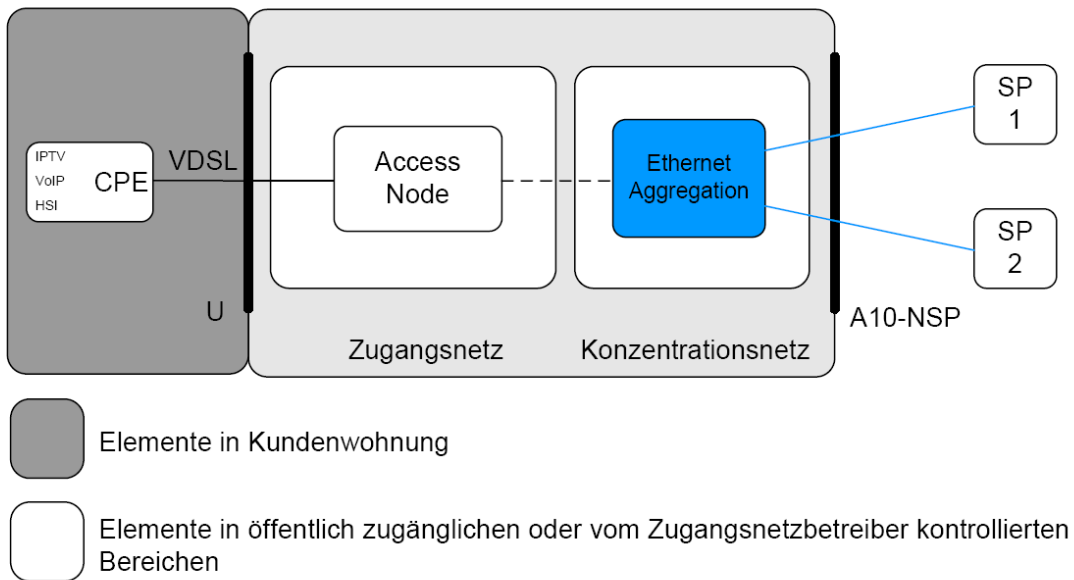 IPTV
VoIP
HSI
CPE
VDSL
U
Access
Node
Zugangsnetz
Ethernet
Aggregation
Konzentrationsnetz
SP
1
SP
2
A10-NSP
Elemente in Kundenwohnung
Elemente in öffentlich zugänglichen oder vom Zugangsnetzbetreiber kontrollierten
Bereichen